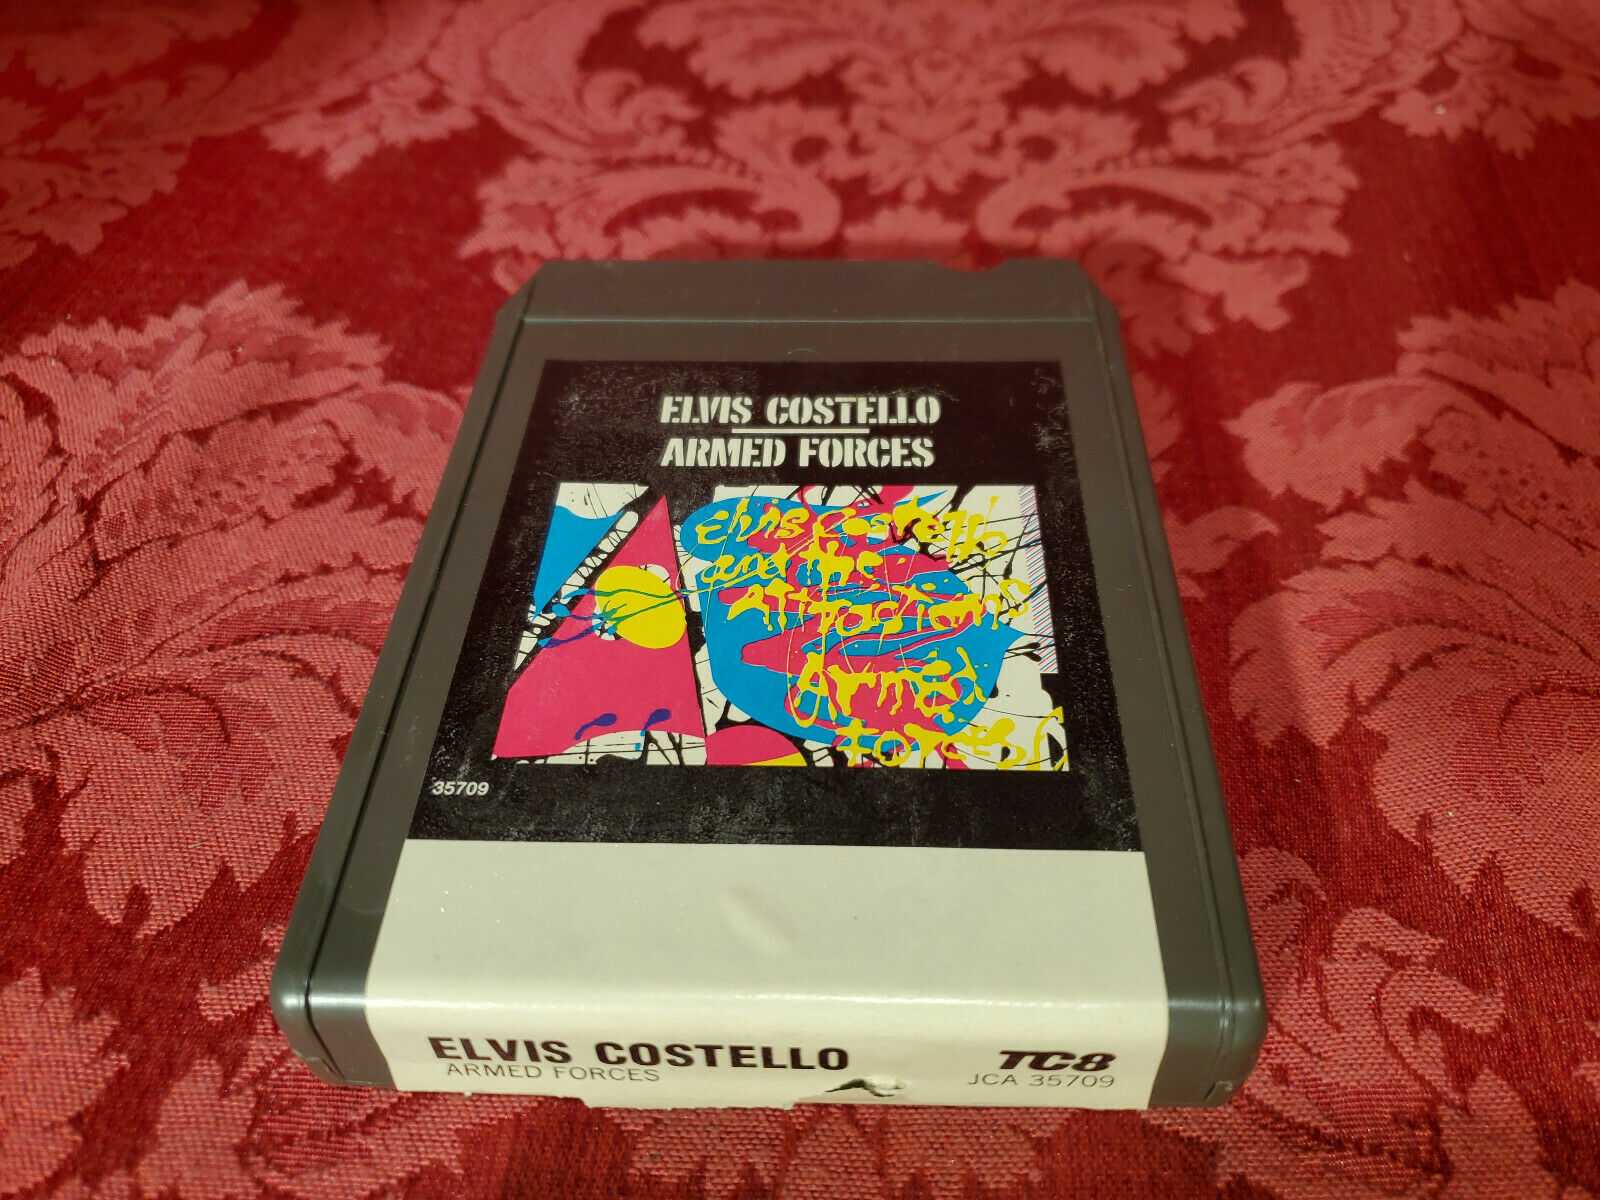 ELVIS COSTELLO
ARMED FORCES
Elvis Costello
and the
Attractions
Armed
forces
35709
ELVIS COSTELLO
ARMED FORCES
TC8
JCA 35709